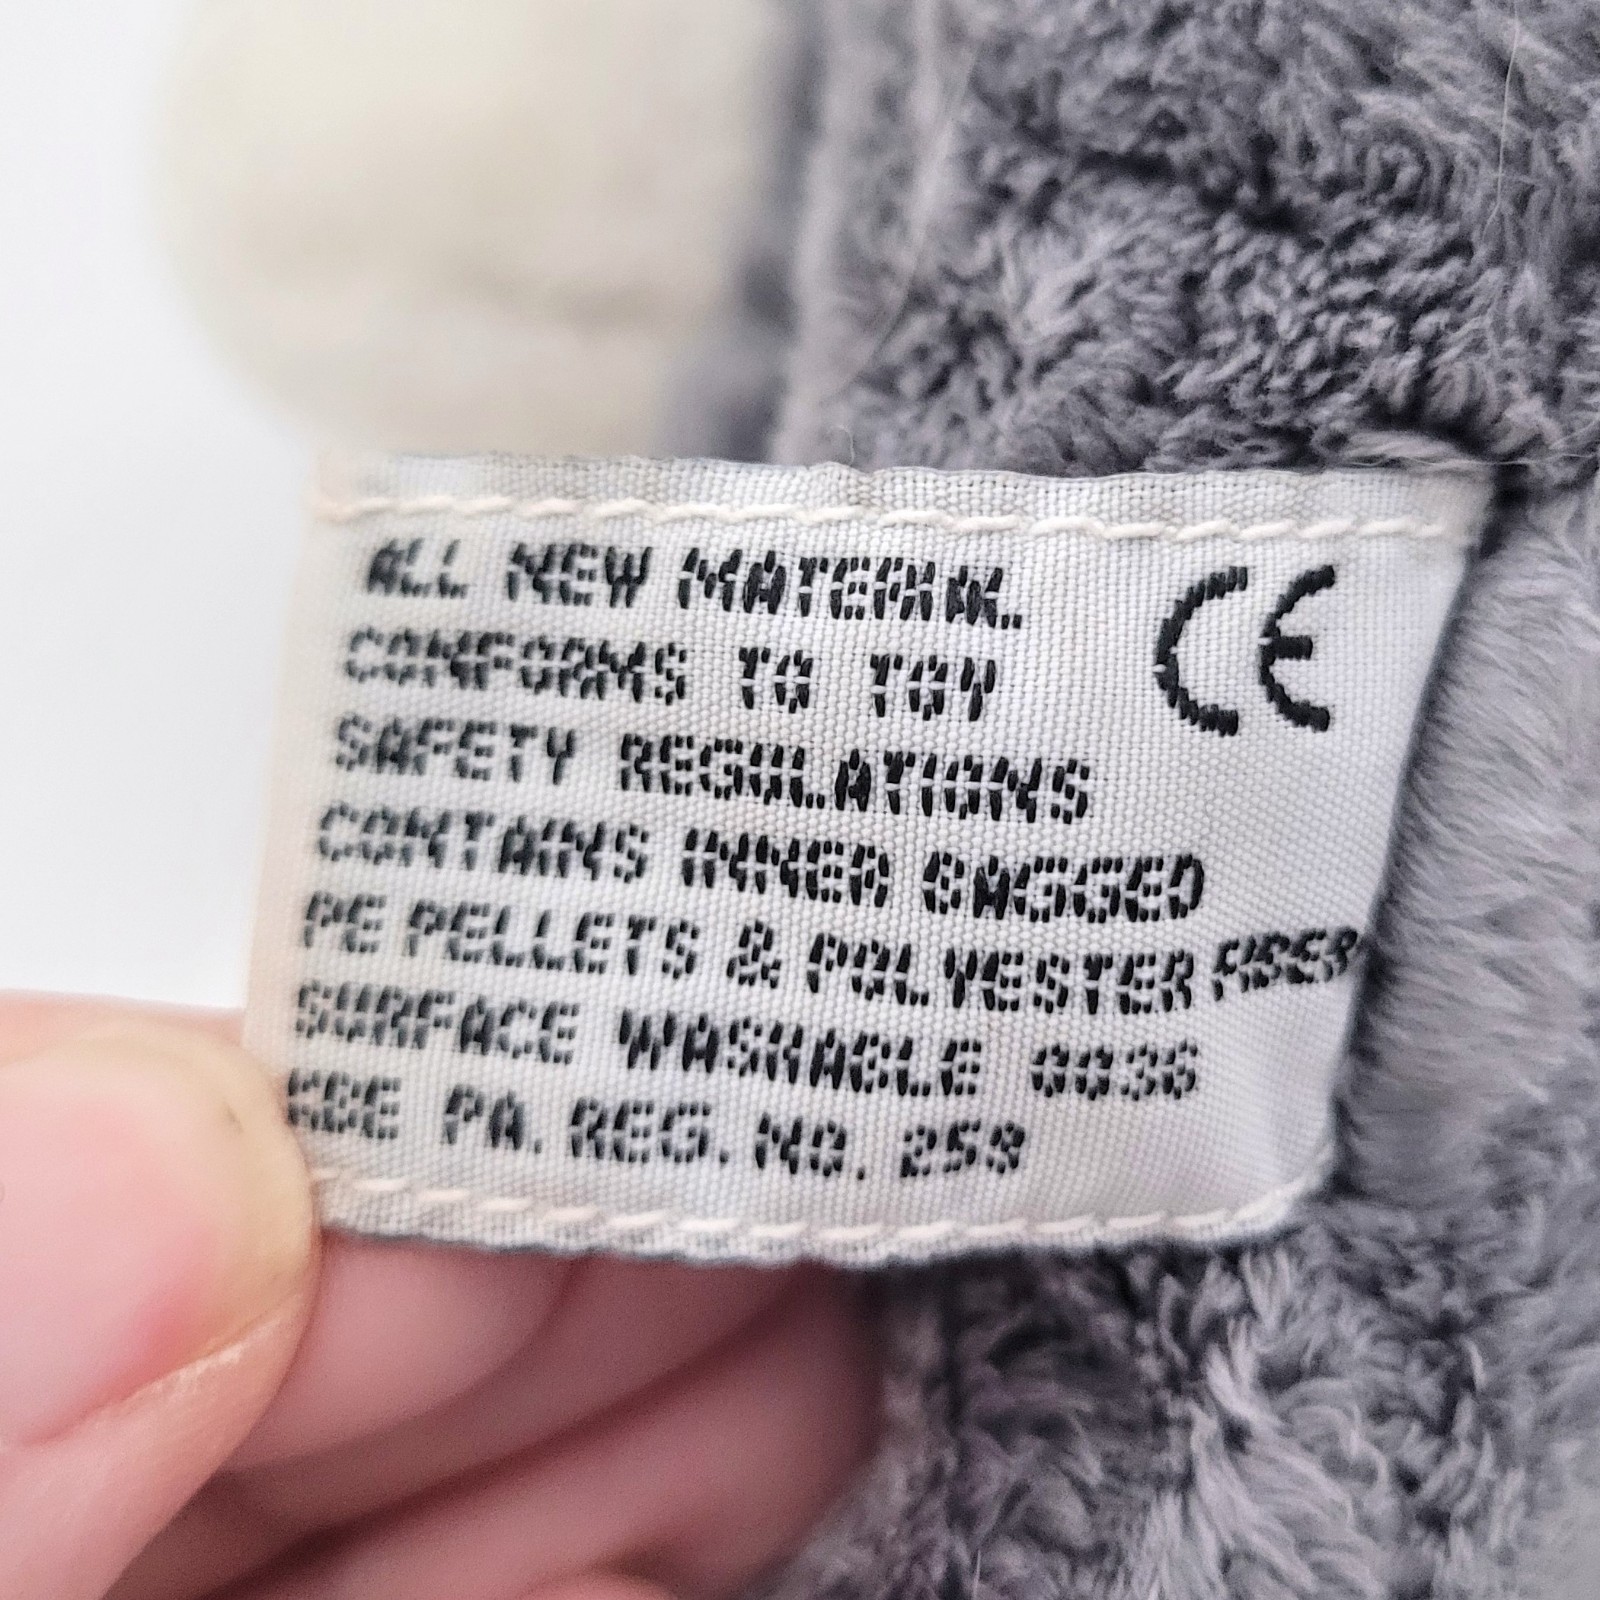 ALL NEW MATERIAL.
CE
CONFORMS TO TOY
SAFETY REGULATIONS
CONTAINS INNER BAGGED
PE PELLETS & POLYESTER FIBER
SURFACE WASHABLE 0036
KBE PA. REG. NO. 259